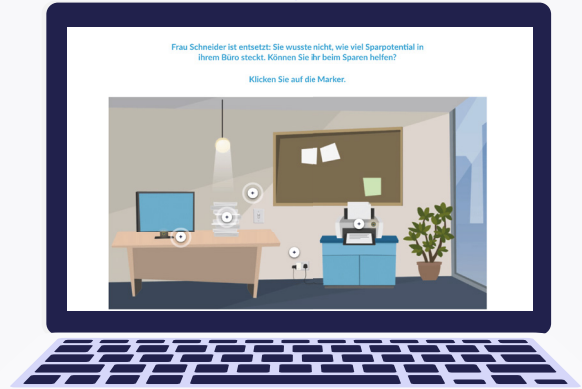 Frau Schneider ist entsetzt: Sie wusste nicht, wie viel Sparpotential in
ihrem Büro steckt. Können Sie ihr beim Sparen helfen?
Klicken Sie auf die Marker.